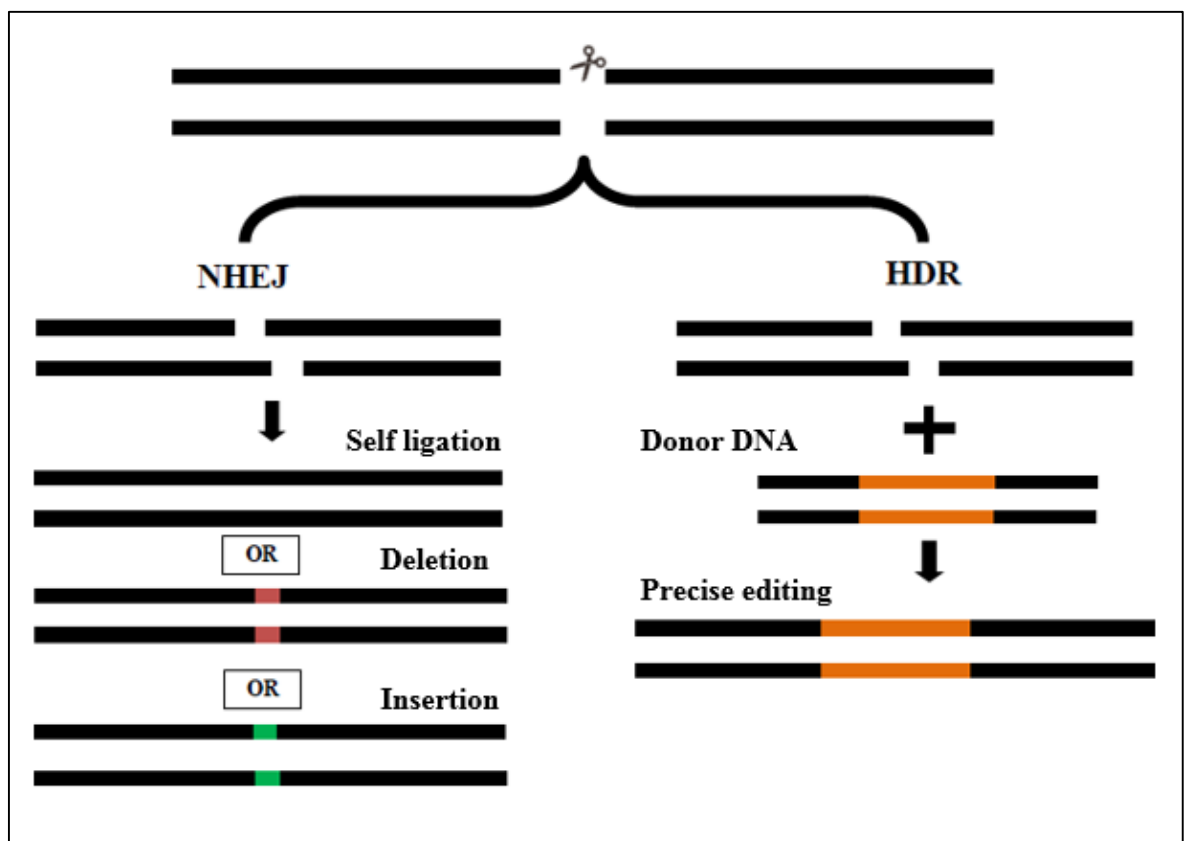 NHEJ
HDR
Self ligation
Donor DNA
OR
Deletion
Precise editing
OR
Insertion